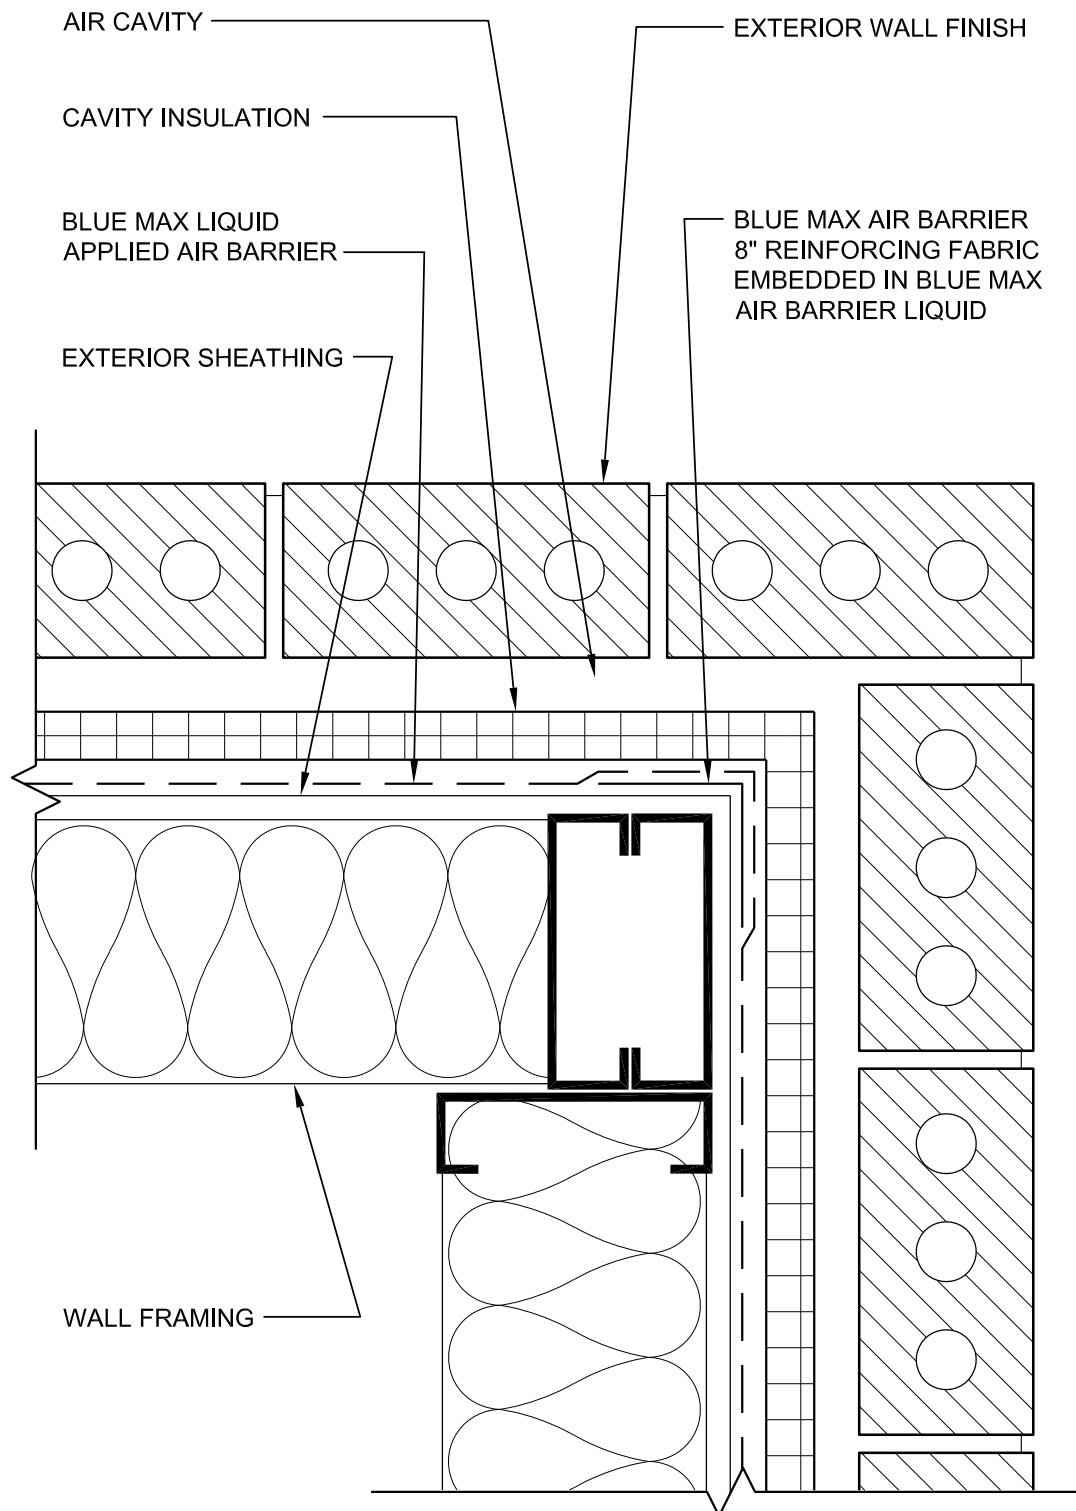 AIR CAVITY
EXTERIOR WALL FINISH
CAVITY INSULATION
BLUE MAX LIQUID
APPLIED AIR BARRIER
BLUE MAX AIR BARRIER
8" REINFORCING FABRIC
EMBEDDED IN BLUE MAX
AIR BARRIER LIQUID
EXTERIOR SHEATHING
WALL FRAMING